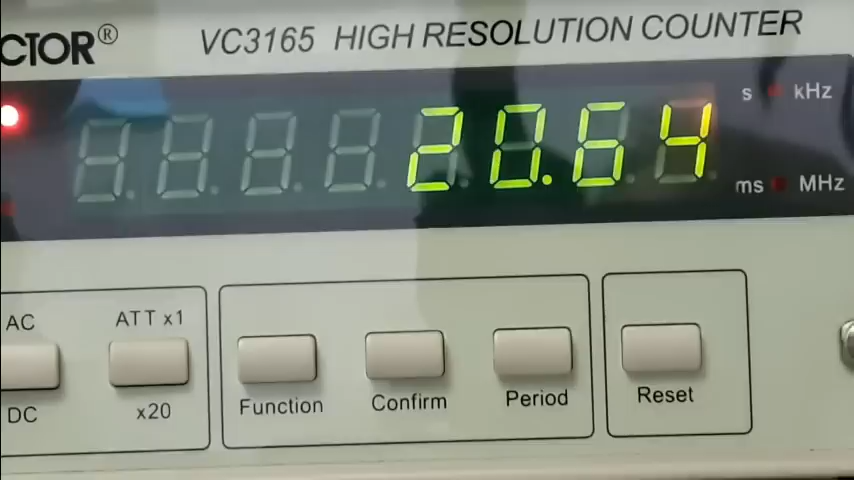 CTOR® VC3165 HIGH RESOLUTION COUNTER
s kHz
20.64
ms MHz
AC ATT x1
DC x20 Function Confirm Period Reset